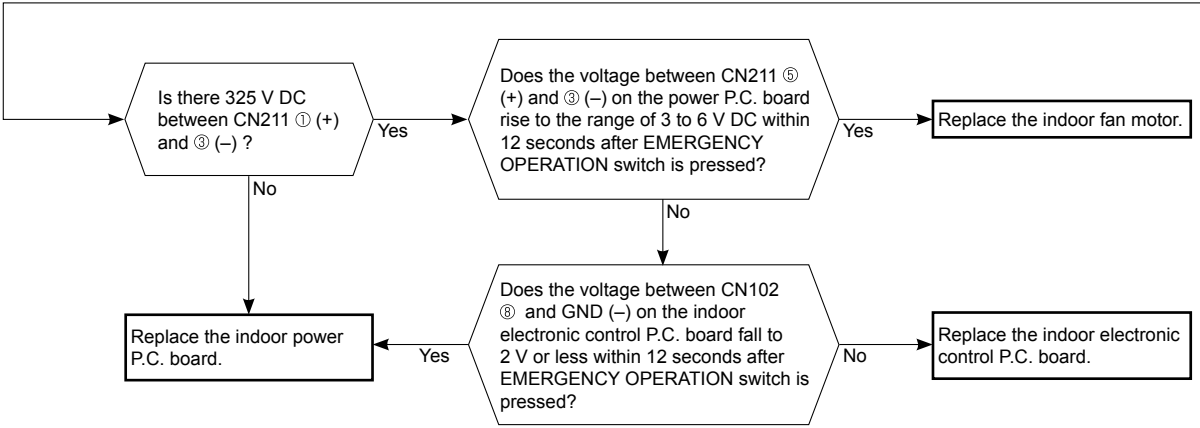 Is there 325 V DC
between CN211 ① (+)
and ③ (–) ?
Yes
No
Does the voltage between CN211 ⑤
(+) and ③ (–) on the power P.C. board
rise to the range of 3 to 6 V DC within
12 seconds after EMERGENCY
OPERATION switch is pressed?
Yes
No
Replace the indoor fan motor.
Replace the indoor power
P.C. board.
Yes
Does the voltage between CN102
⑧ and GND (–) on the indoor
electronic control P.C. board fall to
2 V or less within 12 seconds after
EMERGENCY OPERATION switch is
pressed?
No
Replace the indoor electronic
control P.C. board.